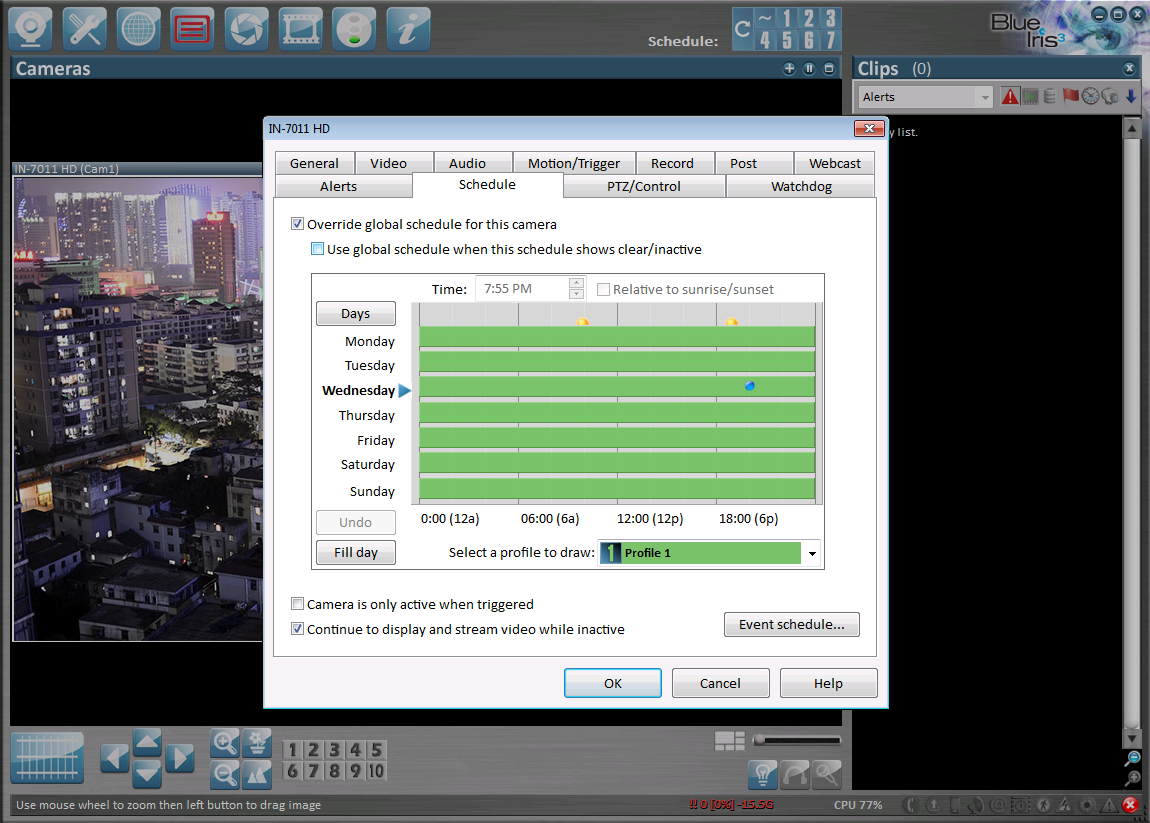 Blue Iris³
Schedule:
~ 1 2 3
4 5 6 7
Cameras
Clips (0)
Alerts
y list.
IN-7011 HD (Cam1)
IN-7011 HD
General Video Audio Motion/Trigger Record Post Webcast
Alerts Schedule PTZ/Control Watchdog
Override global schedule for this camera
Use global schedule when this schedule shows clear/inactive
Time: 7:55 PM Relative to sunrise/sunset
Days
Monday
Tuesday
Wednesday
Thursday
Friday
Saturday
Sunday
0:00 (12a) 06:00 (6a) 12:00 (12p) 18:00 (6p)
Undo
Fill day
Select a profile to draw: 1 Profile 1
Camera is only active when triggered
Continue to display and stream video while inactive
Event schedule...
OK Cancel Help
1 2 3 4 5
6 7 8 9 10
Use mouse wheel to zoom then left button to drag image
!! 0 [0%] -15.5G
CPU 77%